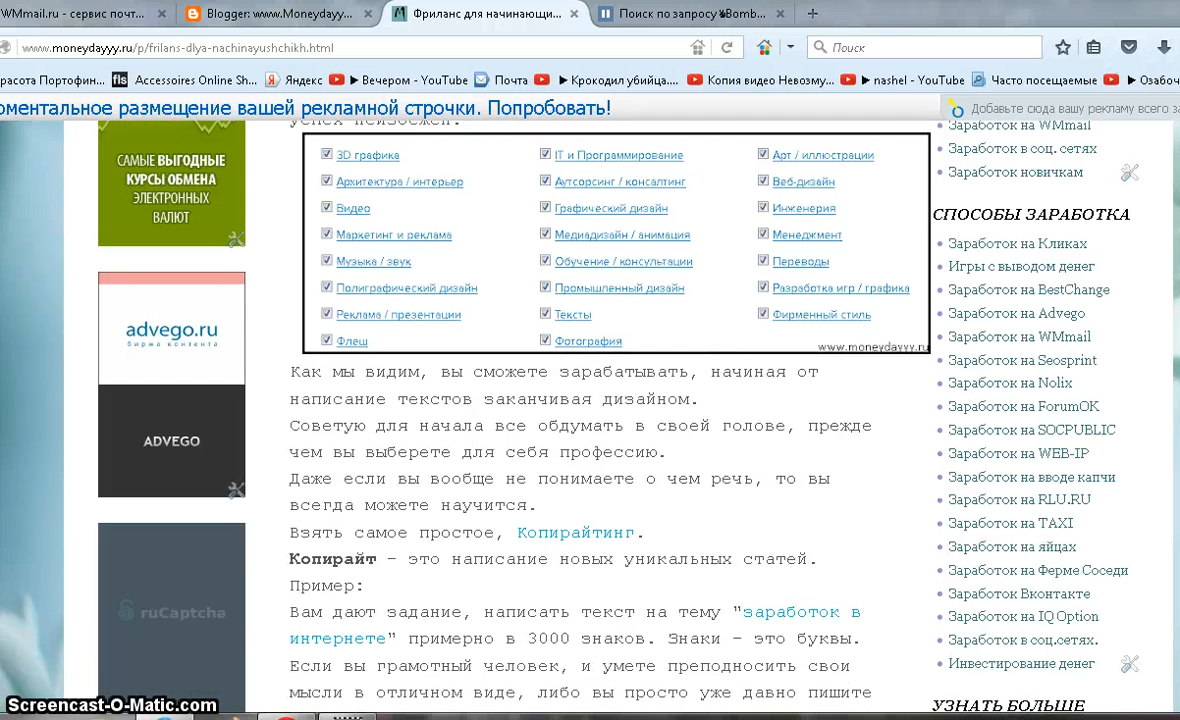 WMmail.ru - сервис почт...
Blogger: www.Moneydayy...
Фриланс для начинающи...
Поиск по запросу «Bomb...
www.moneydayyy.ru/p/frilans-dlya-nachinayushchikh.html
Поиск
расота Портофин...
Accessoires Online Sh...
Яндекс
Вечером - YouTube
Почта
Крокодил убийца....
Копия видео Невозму...
nashel - YouTube
Часто посещаемые
Озабоч
оментальное размещение вашей рекламной строчки. Попробовать!
Добавьте сюда вашу рекламу всего за
успех неизбежен.
САМЫЕ ВЫГОДНЫЕ
КУРСЫ ОБМЕНА
ЭЛЕКТРОННЫХ
ВАЛЮТ
advego.ru
биржа контента
ADVEGO
ruCaptcha
3D графика
IT и Программирование
Арт / иллюстрации
Архитектура / интерьер
Аутсорсинг / консалтинг
Веб-дизайн
Видео
Графический дизайн
Инженерия
Маркетинг и реклама
Медиадизайн / анимация
Менеджмент
Музыка / звук
Обучение / консультации
Переводы
Полиграфический дизайн
Промышленный дизайн
Разработка игр / графика
Реклама / презентации
Тексты
Фирменный стиль
Флеш
Фотография
www.moneydayyy.ru
Как мы видим, вы сможете зарабатывать, начиная от
написание текстов заканчивая дизайном.
Советую для начала все обдумать в своей голове, прежде
чем вы выберете для себя профессию.
Даже если вы вообще не понимаете о чем речь, то вы
всегда можете научится.
Взять самое простое, Копирайтинг.
Копирайт - это написание новых уникальных статей.
Пример:
Вам дают задание, написать текст на тему "заработок в
интернете" примерно в 3000 знаков. Знаки - это буквы.
Если вы грамотный человек, и умете преподносить свои
мысли в отличном виде, либо вы просто уже давно пишите
Заработок на WMmail
Заработок в соц. сетях
Заработок новичкам
СПОСОБЫ ЗАРАБОТКА
Заработок на Кликах
Игры с выводом денег
Заработок на BestChange
Заработок на Advego
Заработок на WMmail
Заработок на Seosprint
Заработок на Nolix
Заработок на ForumOK
Заработок на SOCPUBLIC
Заработок на WEB-IP
Заработок на вводе капчи
Заработок на RLU.RU
Заработок на TAXI
Заработок на яйцах
Заработок на Ферме Соседи
Заработок Вконтакте
Заработок на IQ Option
Заработок в соц.сетях.
Инвестирование денег
УЗНАТЬ БОЛЬШЕ
Screencast-O-Matic.com